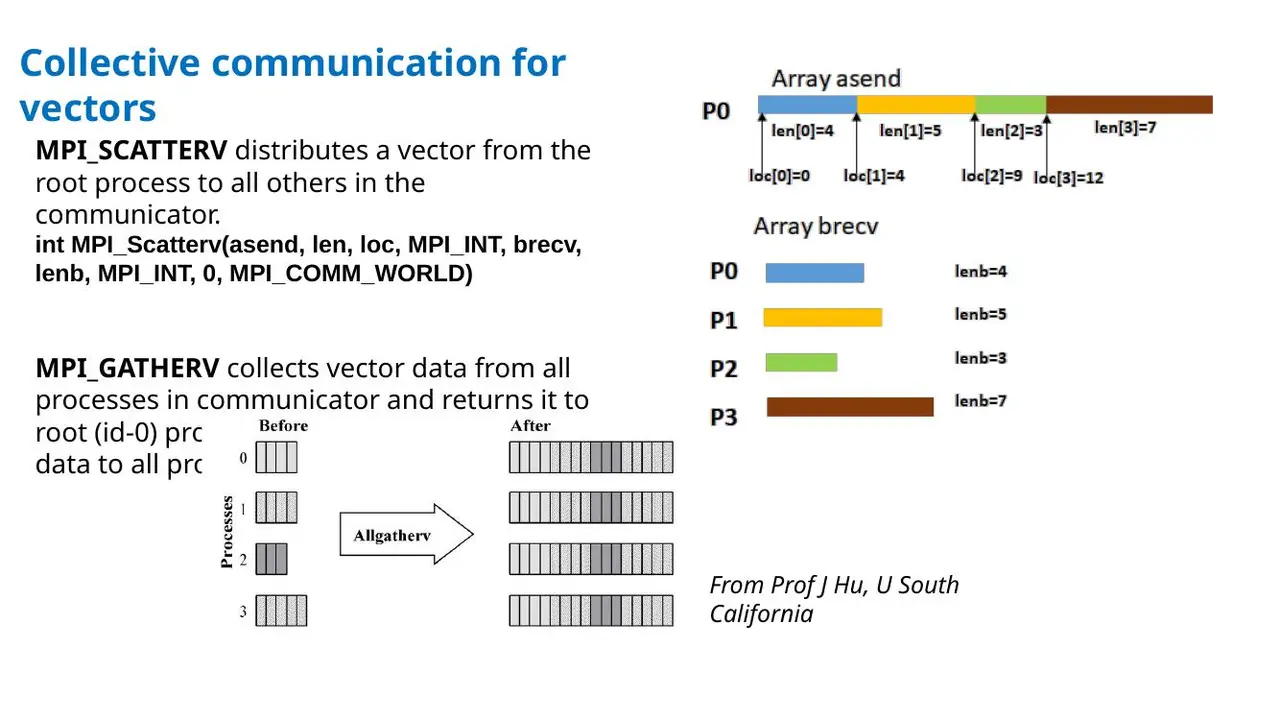 Collective communication for
vectors
MPI_SCATTERV distributes a vector from the
root process to all others in the
communicator.
int MPI_Scatterv(asend, len, loc, MPI_INT, brecv,
lenb, MPI_INT, 0, MPI_COMM_WORLD)
MPI_GATHERV collects vector data from all
processes in communicator and returns it to
root (id-0)
data to all
Before
After
0
1
2
3
Processes
Allgatherv
Array asend
P0
len[0]=4 len[1]=5 len[2]=3 len[3]=7
loc[0]=0 loc[1]=4 loc[2]=9 loc[3]=12
Array brecv
P0 lenb=4
P1 lenb=5
P2 lenb=3
P3 lenb=7
From Prof J Hu, U South
California